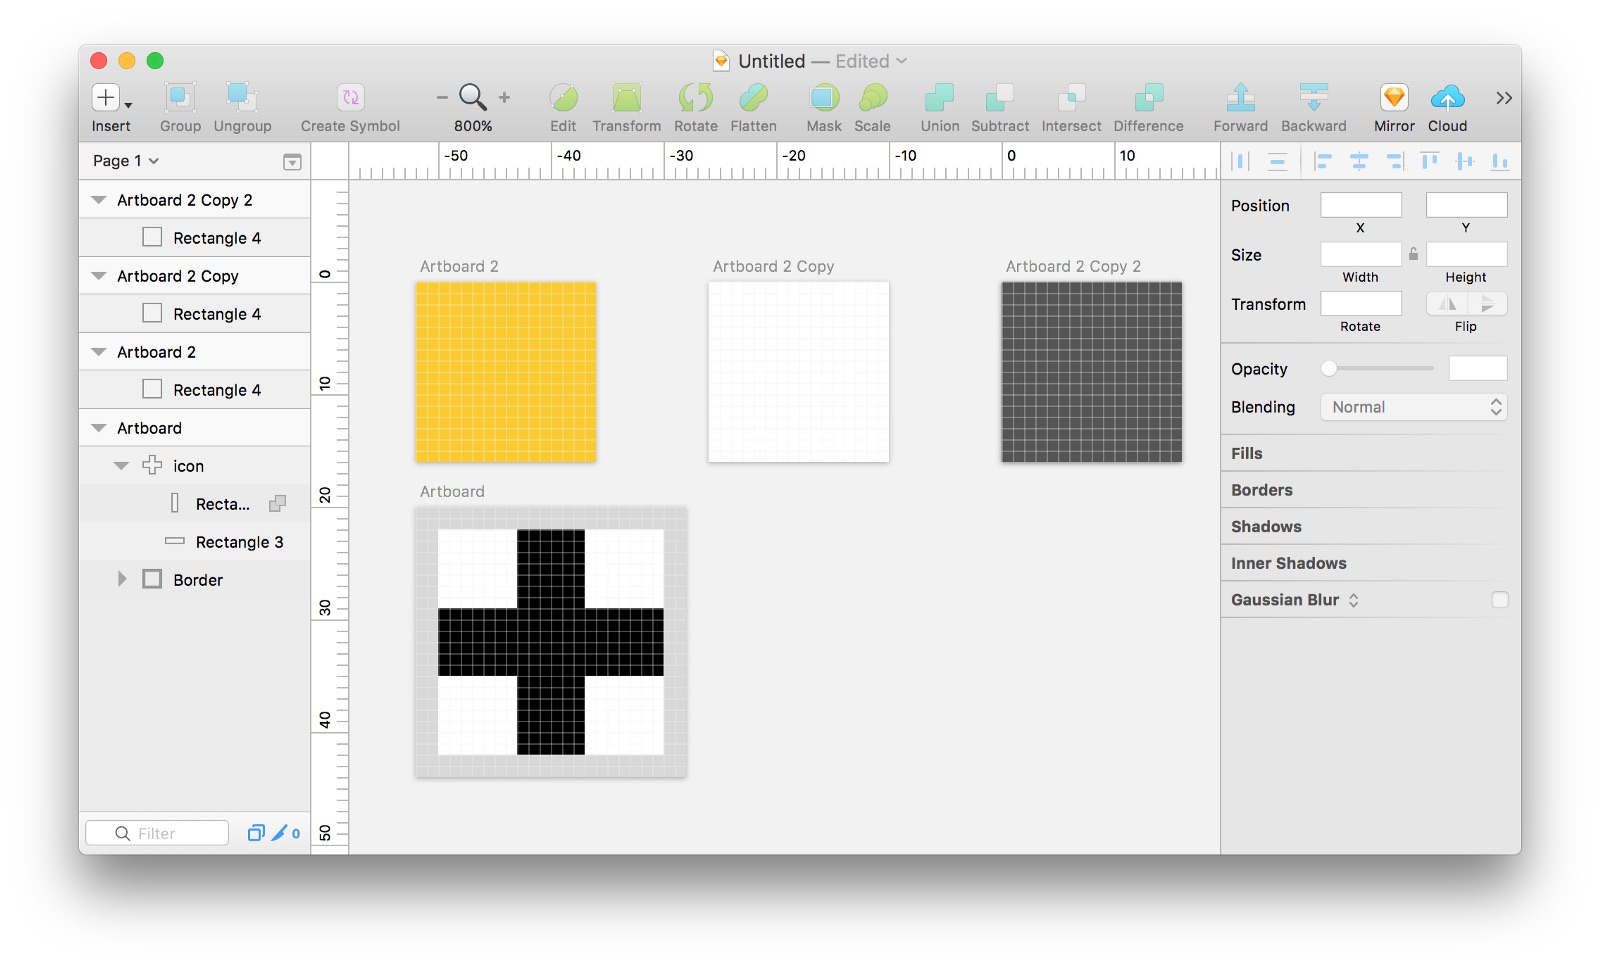 Untitled — Edited
Insert Group Ungroup Create Symbol 800% Edit Transform Rotate Flatten Mask Scale Union Subtract Intersect Difference Forward Backward Mirror Cloud
Page 1
Artboard 2 Copy 2
Rectangle 4
Artboard 2 Copy
Rectangle 4
Artboard 2
Rectangle 4
Artboard
icon
Recta...
Rectangle 3
Border
Filter
0
-50 -40 -30 -20 -10 0 10
0
10
20
30
40
50
Artboard 2
Artboard 2 Copy
Artboard 2 Copy 2
Artboard
Position
X Y
Size
Width Height
Transform
Rotate Flip
Opacity
Blending Normal
Fills
Borders
Shadows
Inner Shadows
Gaussian Blur